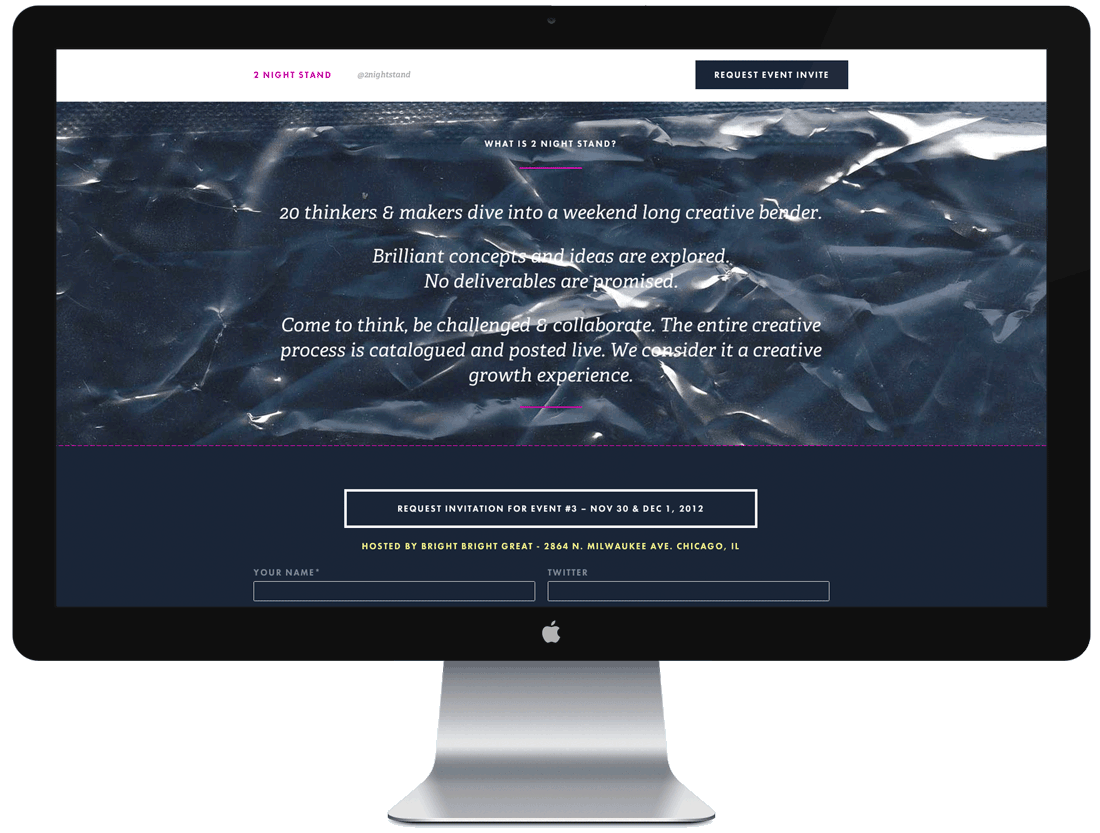 2 NIGHT STAND
@2nightstand
REQUEST EVENT INVITE
WHAT IS 2 NIGHT STAND?
20 thinkers & makers dive into a weekend long creative bender.
Brilliant concepts and ideas are explored.
No deliverables are promised.
Come to think, be challenged & collaborate. The entire creative
process is catalogued and posted live. We consider it a creative
growth experience.
REQUEST INVITATION FOR EVENT #3 – NOV 30 & DEC 1, 2012
HOSTED BY BRIGHT BRIGHT GREAT - 2864 N. MILWAUKEE AVE. CHICAGO, IL
YOUR NAME*
TWITTER